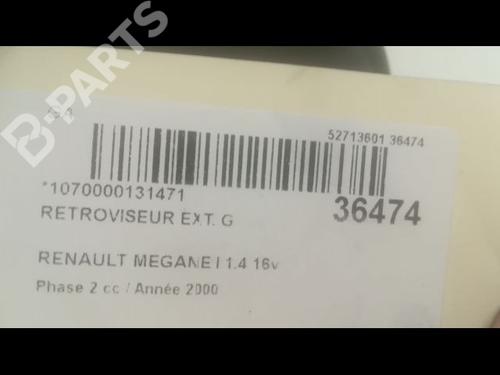 52713601 36474
*1070000131471
36474
RETROVISEUR EXT. G
RENAULT MEGANE I 1.4 16v
Phase 2 cc / Année 2000
B-PARTS